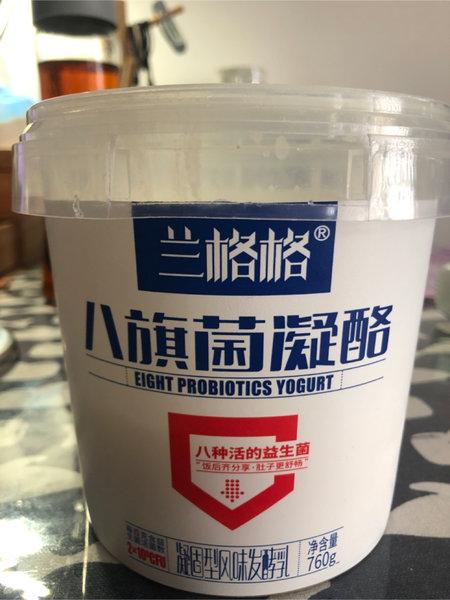 兰格格®
八旗菌凝酪
EIGHT PROBIOTICS YOGURT
八种活的益生菌
"饭后齐分享·肚子更舒畅"
2×10⁶CFU
凝固型风味发酵乳
净含量
760g